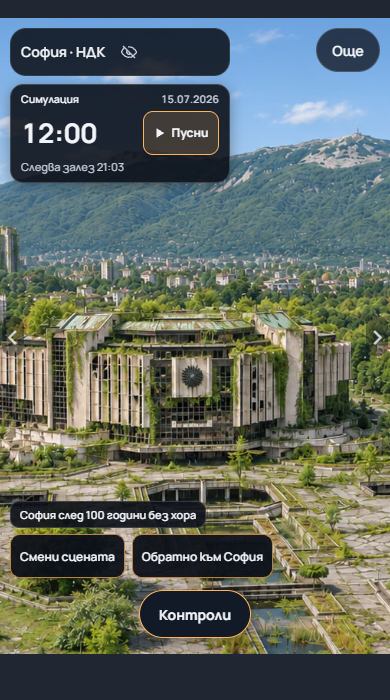 София · НДК
Още
Симулация
15.07.2026
12:00
Пусни
Следва залез 21:03
София след 100 години без хора
Смени сцената
Обратно към София
Контроли